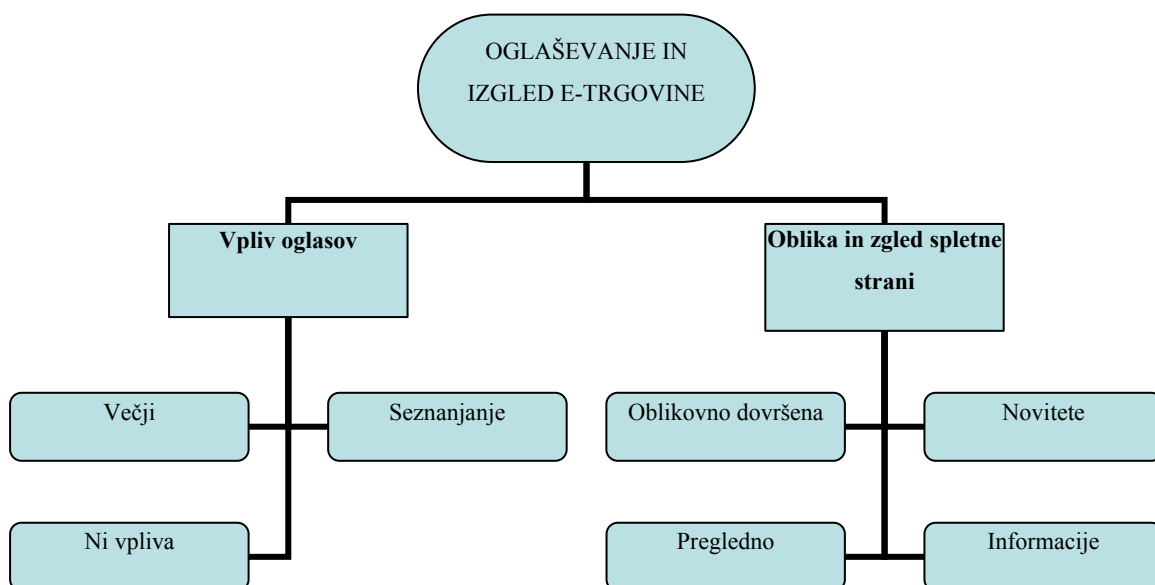 OGLAŠEVANJE IN
IZGLED E-TRGOVINE
Vpliv oglasov
Oblika in zgled spletne
strani
Večji
Seznanjanje
Oblikovno dovršena
Novitete
Ni vpliva
Pregledno
Informacije